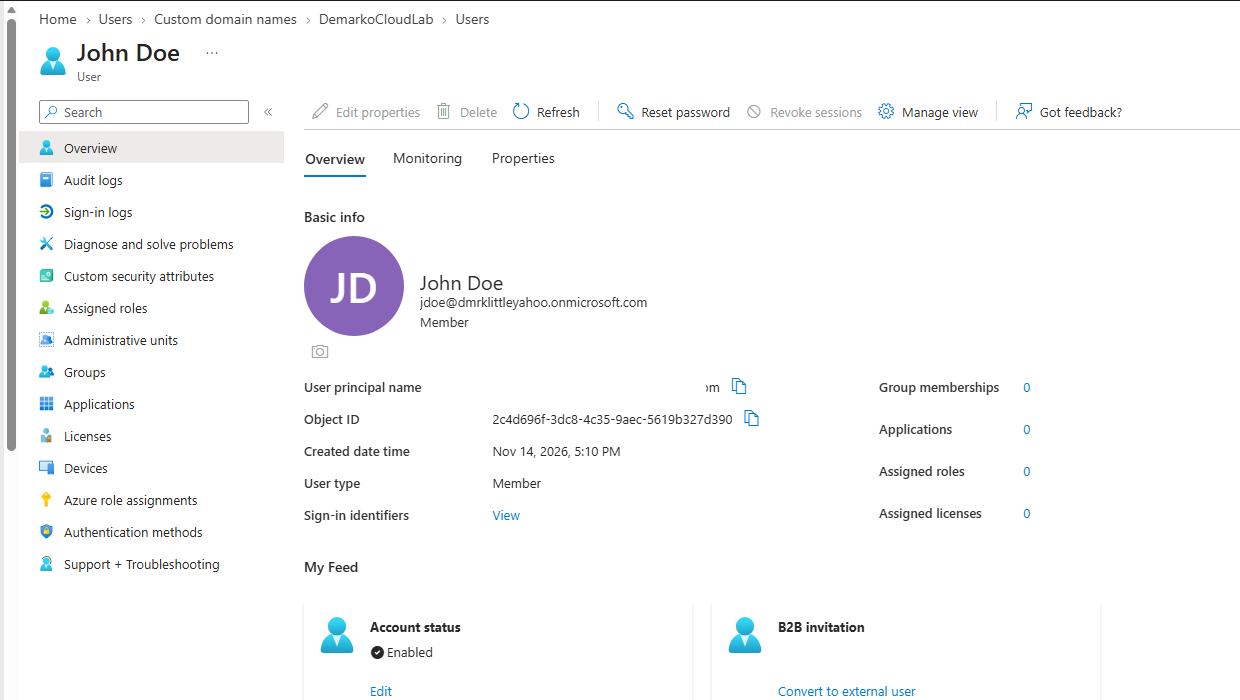 Home > Users > Custom domain names > DemarkoCloudLab > Users
John Doe ...
User
Search «
Edit properties Delete Refresh Reset password Revoke sessions Manage view Got feedback?
Overview
Audit logs
Sign-in logs
Diagnose and solve problems
Custom security attributes
Assigned roles
Administrative units
Groups
Applications
Licenses
Devices
Azure role assignments
Authentication methods
Support + Troubleshooting
Overview Monitoring Properties
Basic info
JD
John Doe
jdoe@dmrklittleyahoo.onmicrosoft.com
Member
User principal name
Object ID 2c4d696f-3dc8-4c35-9aec-5619b327d390
Created date time Nov 14, 2026, 5:10 PM
User type Member
Sign-in identifiers View
Group memberships 0
Applications 0
Assigned roles 0
Assigned licenses 0
My Feed
Account status
Enabled
Edit
B2B invitation
Convert to external user